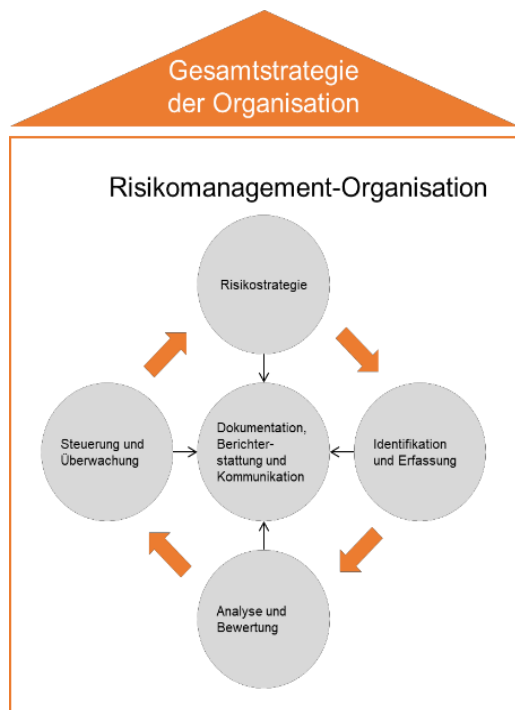 Gesamtstrategie
der Organisation
Risikomanagement-Organisation
Risikostrategie
Steuerung und
Überwachung
Dokumentation,
Berichter-
stattung und
Kommunikation
Identifikation
und Erfassung
Analyse und
Bewertung